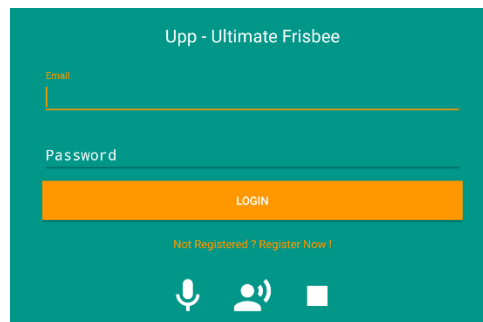 Upp - Ultimate Frisbee
Email
Password
LOGIN
Not Registered ? Register Now !